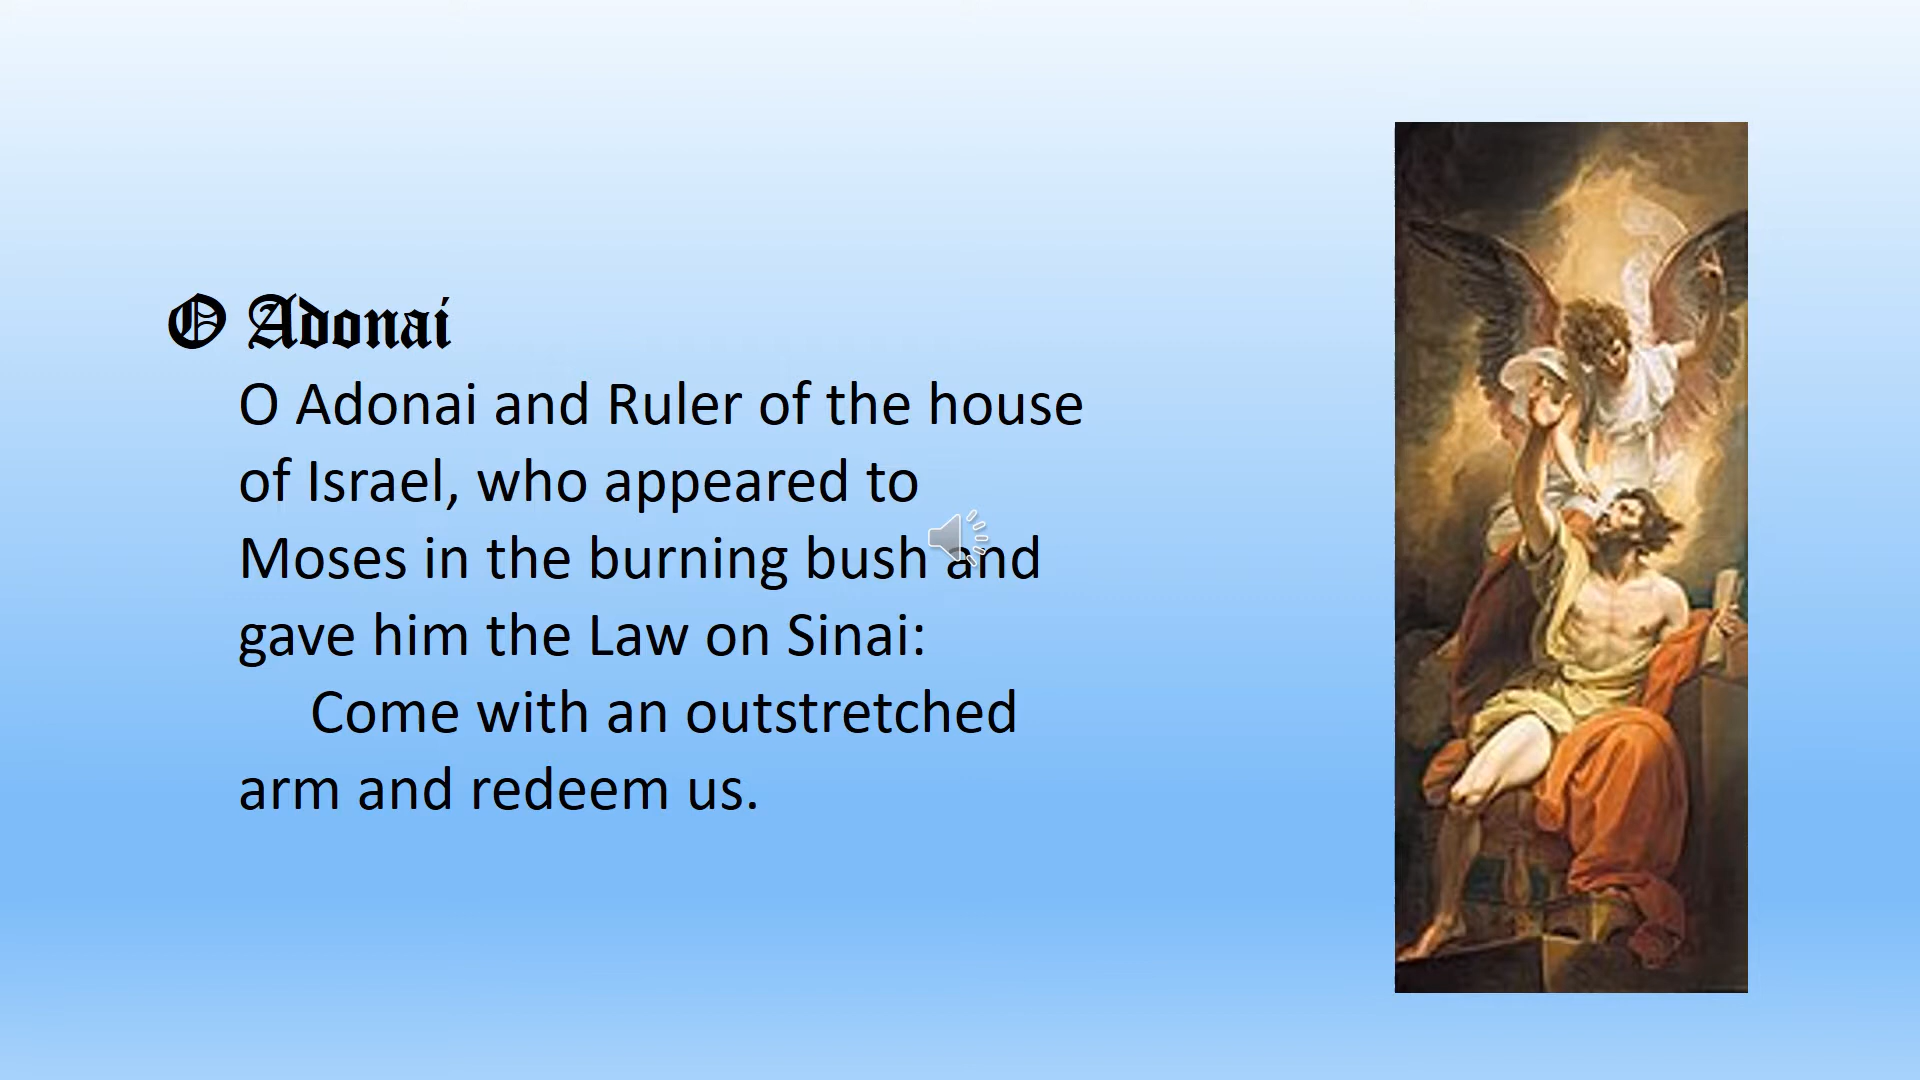 O Adonai
O Adonai and Ruler of the house
of Israel, who appeared to
Moses in the burning bush and
gave him the Law on Sinai:
Come with an outstretched
arm and redeem us.